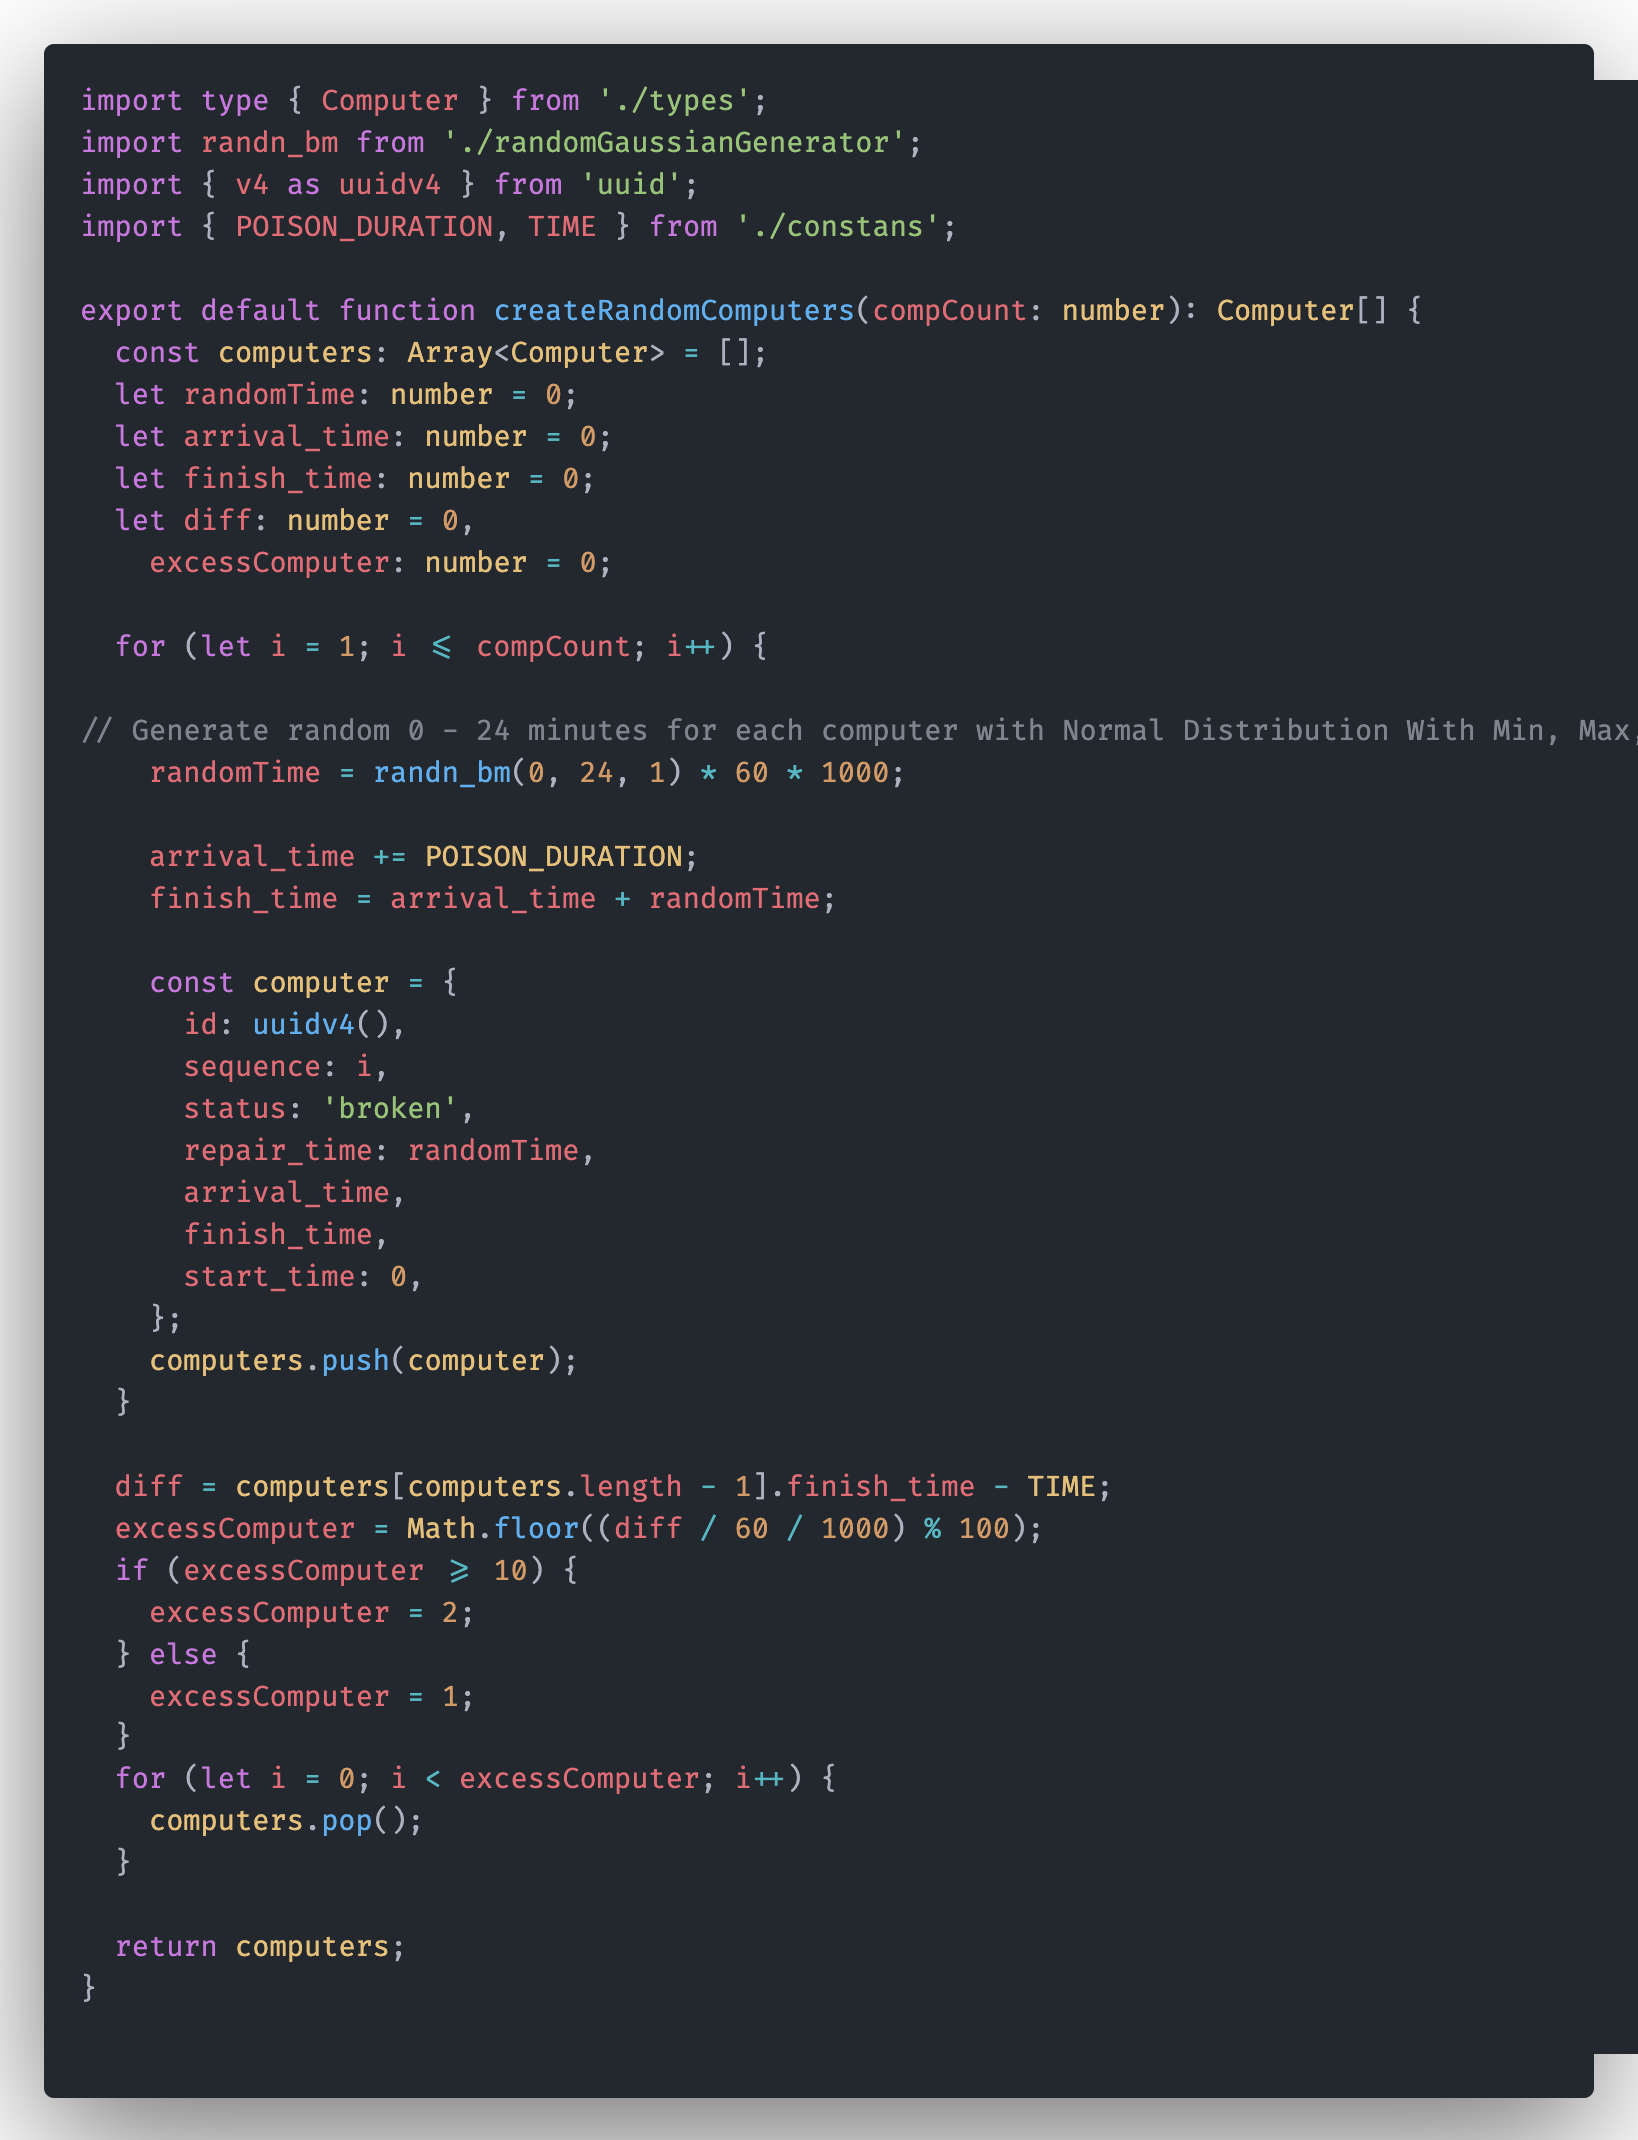 import type { Computer } from './types';
import randn_bm from './randomGaussianGenerator';
import { v4 as uuidv4 } from 'uuid';
import { POISON_DURATION, TIME } from './constans';

export default function createRandomComputers(compCount: number): Computer[] {
  const computers: Array<Computer> = [];
  let randomTime: number = 0;
  let arrival_time: number = 0;
  let finish_time: number = 0;
  let diff: number = 0,
    excessComputer: number = 0;

  for (let i = 1; i <= compCount; i++) {

// Generate random 0 - 24 minutes for each computer with Normal Distribution With Min, Max,
    randomTime = randn_bm(0, 24, 1) * 60 * 1000;

    arrival_time += POISON_DURATION;
    finish_time = arrival_time + randomTime;

    const computer = {
      id: uuidv4(),
      sequence: i,
      status: 'broken',
      repair_time: randomTime,
      arrival_time,
      finish_time,
      start_time: 0,
    };
    computers.push(computer);
  }

  diff = computers[computers.length - 1].finish_time - TIME;
  excessComputer = Math.floor((diff / 60 / 1000) % 100);
  if (excessComputer >= 10) {
    excessComputer = 2;
  } else {
    excessComputer = 1;
  }
  for (let i = 0; i < excessComputer; i++) {
    computers.pop();
  }

  return computers;
}